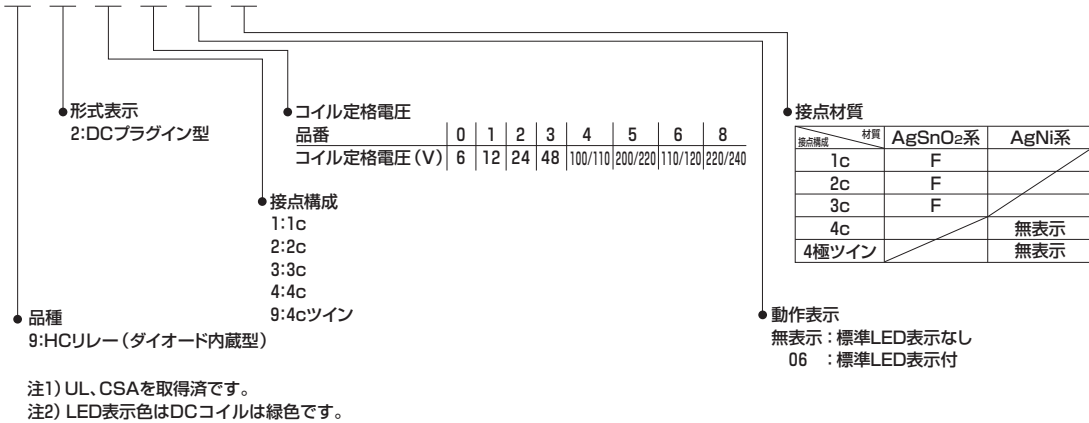 形式表示
2:DCプラグイン型
コイル定格電圧
品番 0 1 2 3 4 5 6 8
コイル定格電圧(V) 6 12 24 48 100/110 200/220 110/120 220/240
接点構成
1:1c
2:2c
3:3c
4:4c
9:4cツイン
品種
9:HCリレー(ダイオード内蔵型)
接点材質
接点構成 材質 AgSnO₂系 AgNi系
1c F
2c F
3c F
4c 無表示
4極ツイン 無表示
動作表示
無表示:標準LED表示なし
06 :標準LED表示付
注1)UL、CSAを取得済です。
注2)LED表示色はDCコイルは緑色です。